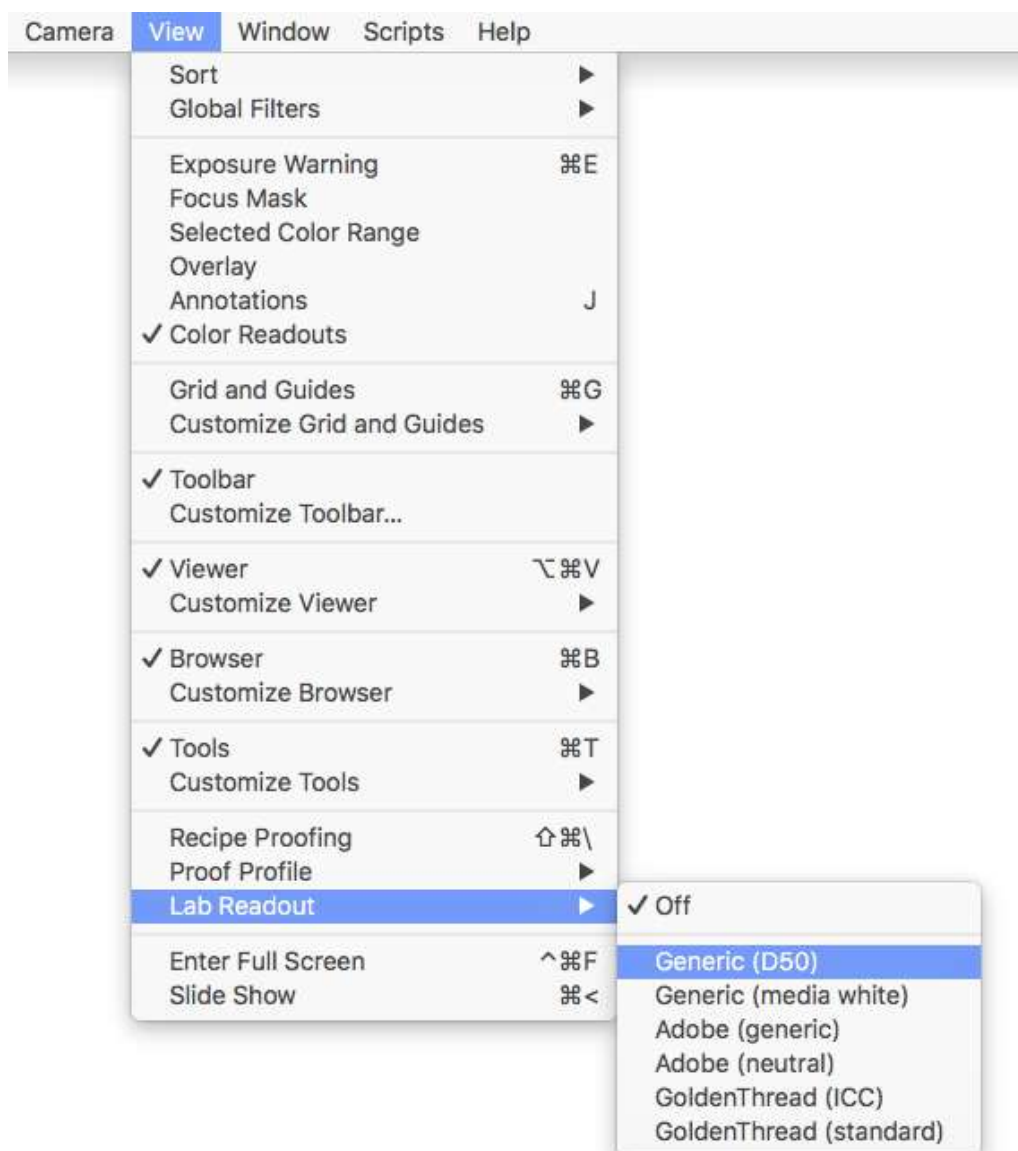 Camera View Window Scripts Help
Sort ▶
Global Filters ▶
Exposure Warning ⌘E
Focus Mask
Selected Color Range
Overlay
Annotations J
✓ Color Readouts
Grid and Guides ⌘G
Customize Grid and Guides ▶
✓ Toolbar
Customize Toolbar...
✓ Viewer ⌥⌘V
Customize Viewer ▶
✓ Browser ⌘B
Customize Browser ▶
✓ Tools ⌘T
Customize Tools ▶
Recipe Proofing ⇧⌘\
Proof Profile ▶
Lab Readout ▶
Enter Full Screen ^⌘F
Slide Show ⌘<
✓ Off
Generic (D50)
Generic (media white)
Adobe (generic)
Adobe (neutral)
GoldenThread (ICC)
GoldenThread (standard)